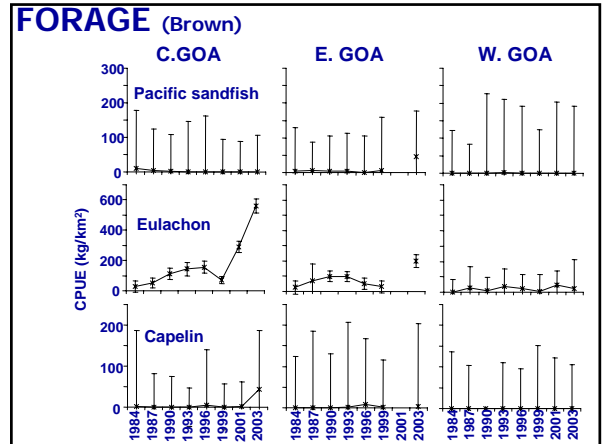 FORAGE (Brown)
C.GOA E. GOA W. GOA
300
Pacific sandfish
200
100
0
CPUE (kg/km²)
600
Eulachon
400
200
0
200
Capelin
100
0
1984 1987 1990 1993 1996 1999 2001 2003 1984 1987 1990 1993 1996 1999 2001 2003 1984 1987 1990 1993 1996 1999 2001 2003